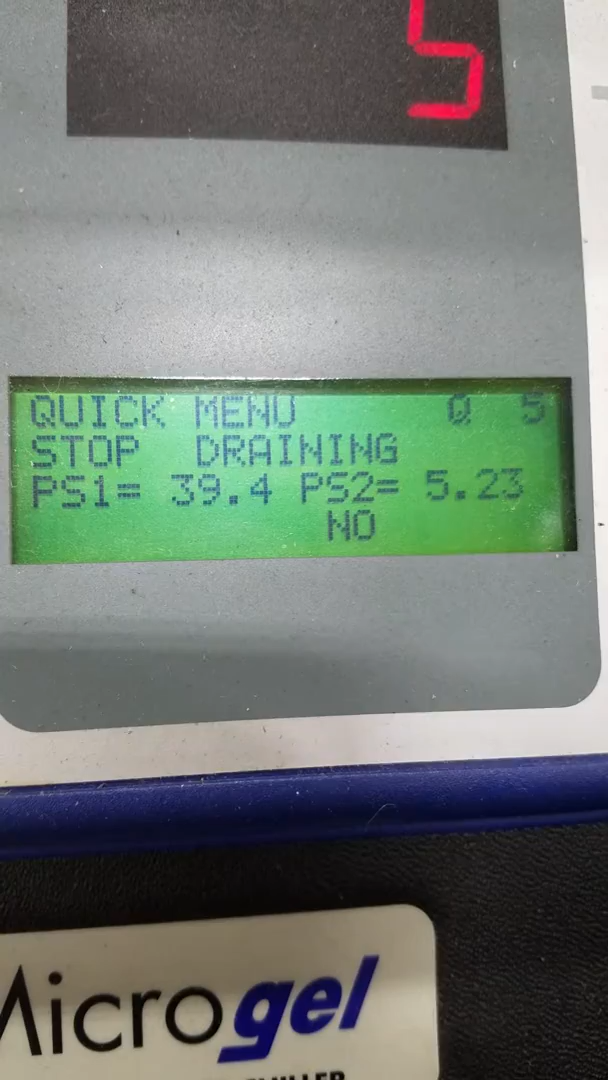 5
QUICK MENU Q 5
STOP DRAINING
PS1= 39.4 PS2= 5.23
NO
Microgel